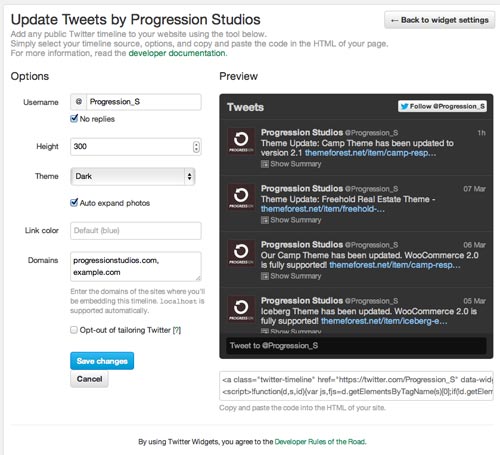 Update Tweets by Progression Studios
← Back to widget settings
Add any public Twitter timeline to your website using the tool below.
Simply select your timeline source, options, and copy and paste the code in the HTML of your page.
For more information, read the developer documentation.
Options
Username @ Progression_S
No replies
Height 300
Theme Dark
Auto expand photos
Link color Default (blue)
Domains progressionstudios.com,
example.com
Enter the domains of the sites where you'll
be embedding this timeline. localhost is
supported automatically.
Opt-out of tailoring Twitter [?]
Save changes
Cancel
Preview
Tweets
Follow @Progression_S
Progression Studios @Progression_S 1h
Theme Update: Camp Theme has been updated to
version 2.1 themeforest.net/item/camp-resp…
Show Summary
PROGRESSION
Progression Studios @Progression_S 07 Mar
Theme Update: Freehold Real Estate Theme -
themeforest.net/item/freehold-…
Show Summary
PROGRESSION
Progression Studios @Progression_S 06 Mar
Our Camp Theme has been updated. WooCommerce 2.0
is fully supported! themeforest.net/item/camp-resp…
Show Summary
PROGRESSION
Progression Studios @Progression_S 05 Mar
Iceberg Theme has been updated. WooCommerce 2.0 is
fully supported! themeforest.net/item/iceberg-e…
PROGRESSION
Tweet to @Progression_S
<a class="twitter-timeline" href="https://twitter.com/Progression_S" data-widg
<script>!function(d,s,id){var js,fjs=d.getElementsByTagName(s)[0];if(!d.getElem
Copy and paste the code into the HTML of your site.
By using Twitter Widgets, you agree to the Developer Rules of the Road.